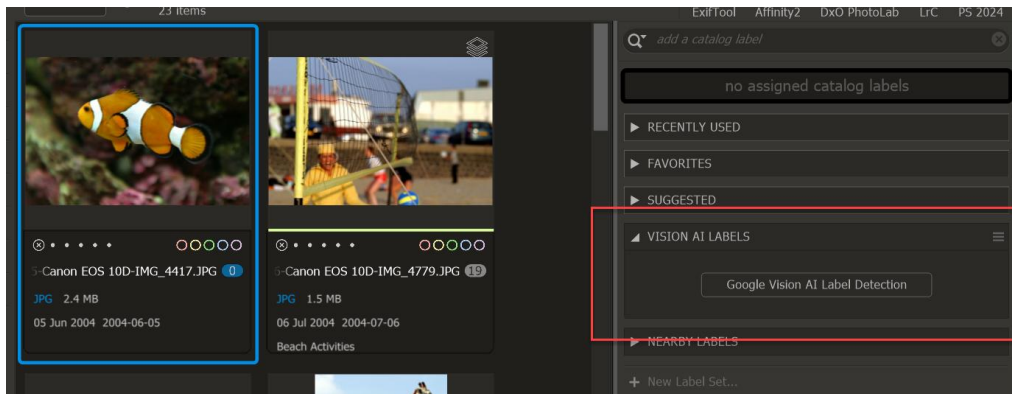 23 items
ExifTool Affinity2 DxO PhotoLab LrC PS 2024
add a catalog label
no assigned catalog labels
RECENTLY USED
FAVORITES
SUGGESTED
VISION AI LABELS
Google Vision AI Label Detection
NEARBY LABELS
+ New Label Set...
-Canon EOS 10D-IMG_4417.JPG 0
JPG 2.4 MB
05 Jun 2004 2004-06-05
-Canon EOS 10D-IMG_4779.JPG 19
JPG 1.5 MB
06 Jul 2004 2004-07-06
Beach Activities